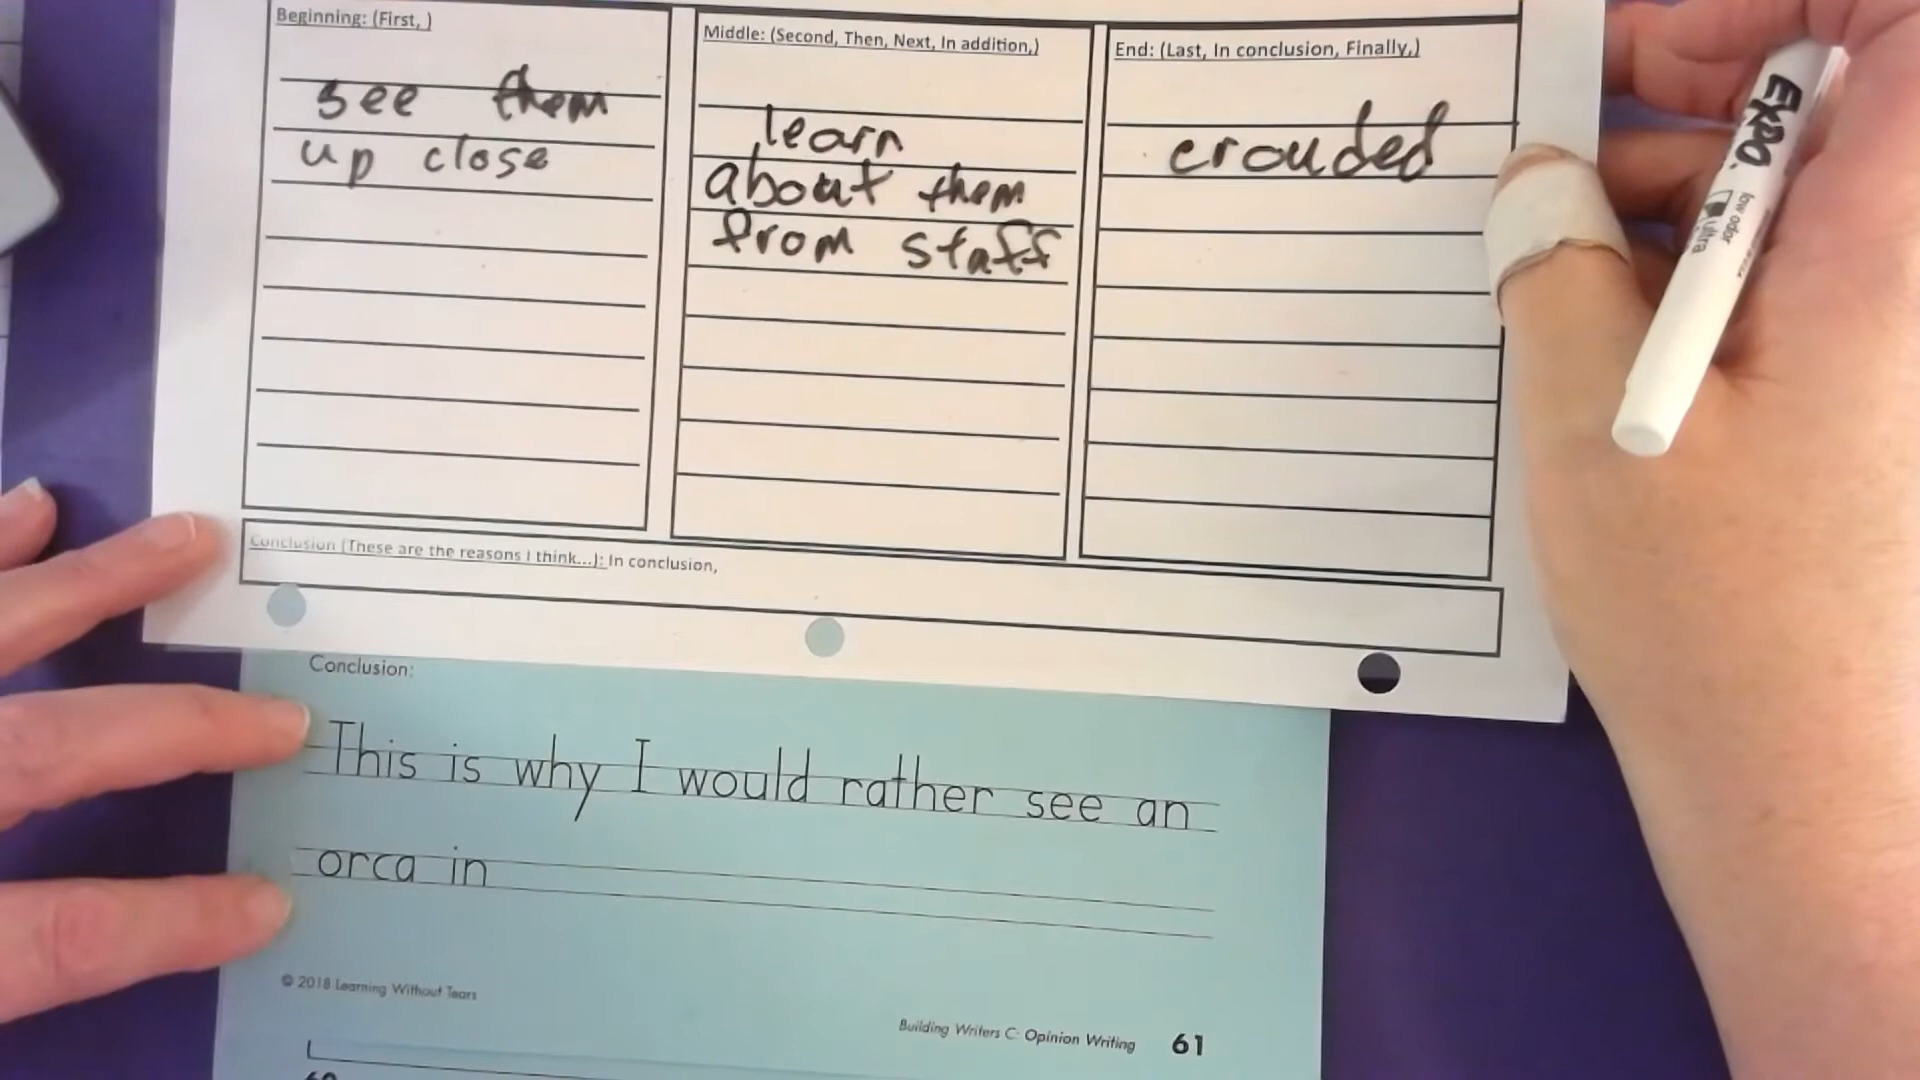 Beginning: (First, )
see them
up close
Middle: (Second, Then, Next, In addition,)
learn
about them
from staff
End: (Last, In conclusion, Finally,)
crouded
Conclusion (These are the reasons I think...): In conclusion,
Conclusion:
This is why I would rather see an
orca in
© 2018 Learning Without Tears
Building Writers C: Opinion Writing 61
60
EXPO
low odor
ultra